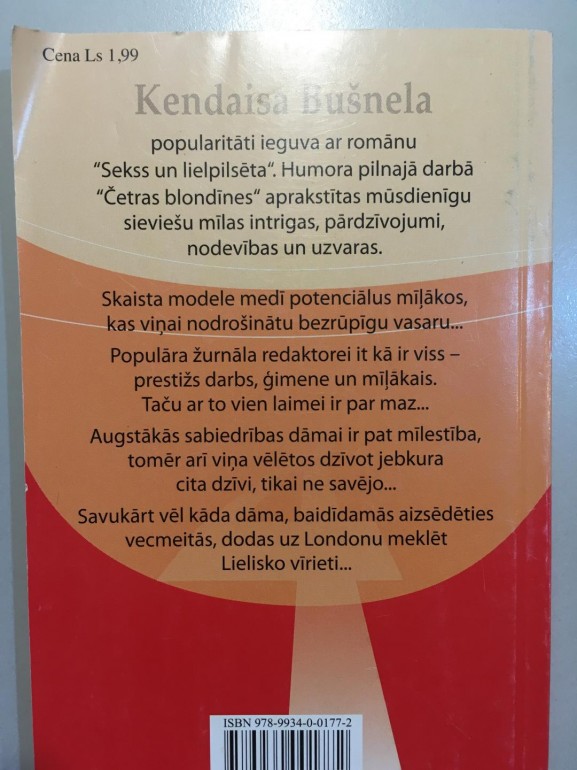 Cena Ls 1,99
Kendaisa Bušnela
popularitāti ieguva ar romānu
“Sekss un lielpilsēta“. Humora pilnajā darbā
“Četras blondīnes“ aprakstītas mūsdienīgu
sieviešu mīlas intrigas, pārdzīvojumi,
nodevības un uzvaras.
Skaista modele medī potenciālus mīļākos,
kas viņai nodrošinātu bezrūpīgu vasaru...
Populāra žurnāla redaktorei it kā ir viss –
prestižs darbs, ģimene un mīļākais.
Taču ar to vien laimei ir par maz...
Augstākās sabiedrības dāmai ir pat mīlestība,
tomēr arī viņa vēlētos dzīvot jebkura
cita dzīvi, tikai ne savējo...
Savukārt vēl kāda dāma, baidīdamās aizsēdēties
vecmeitās, dodas uz Londonu meklēt
Lielisko vīrieti...
ISBN 978-9934-0-0177-2